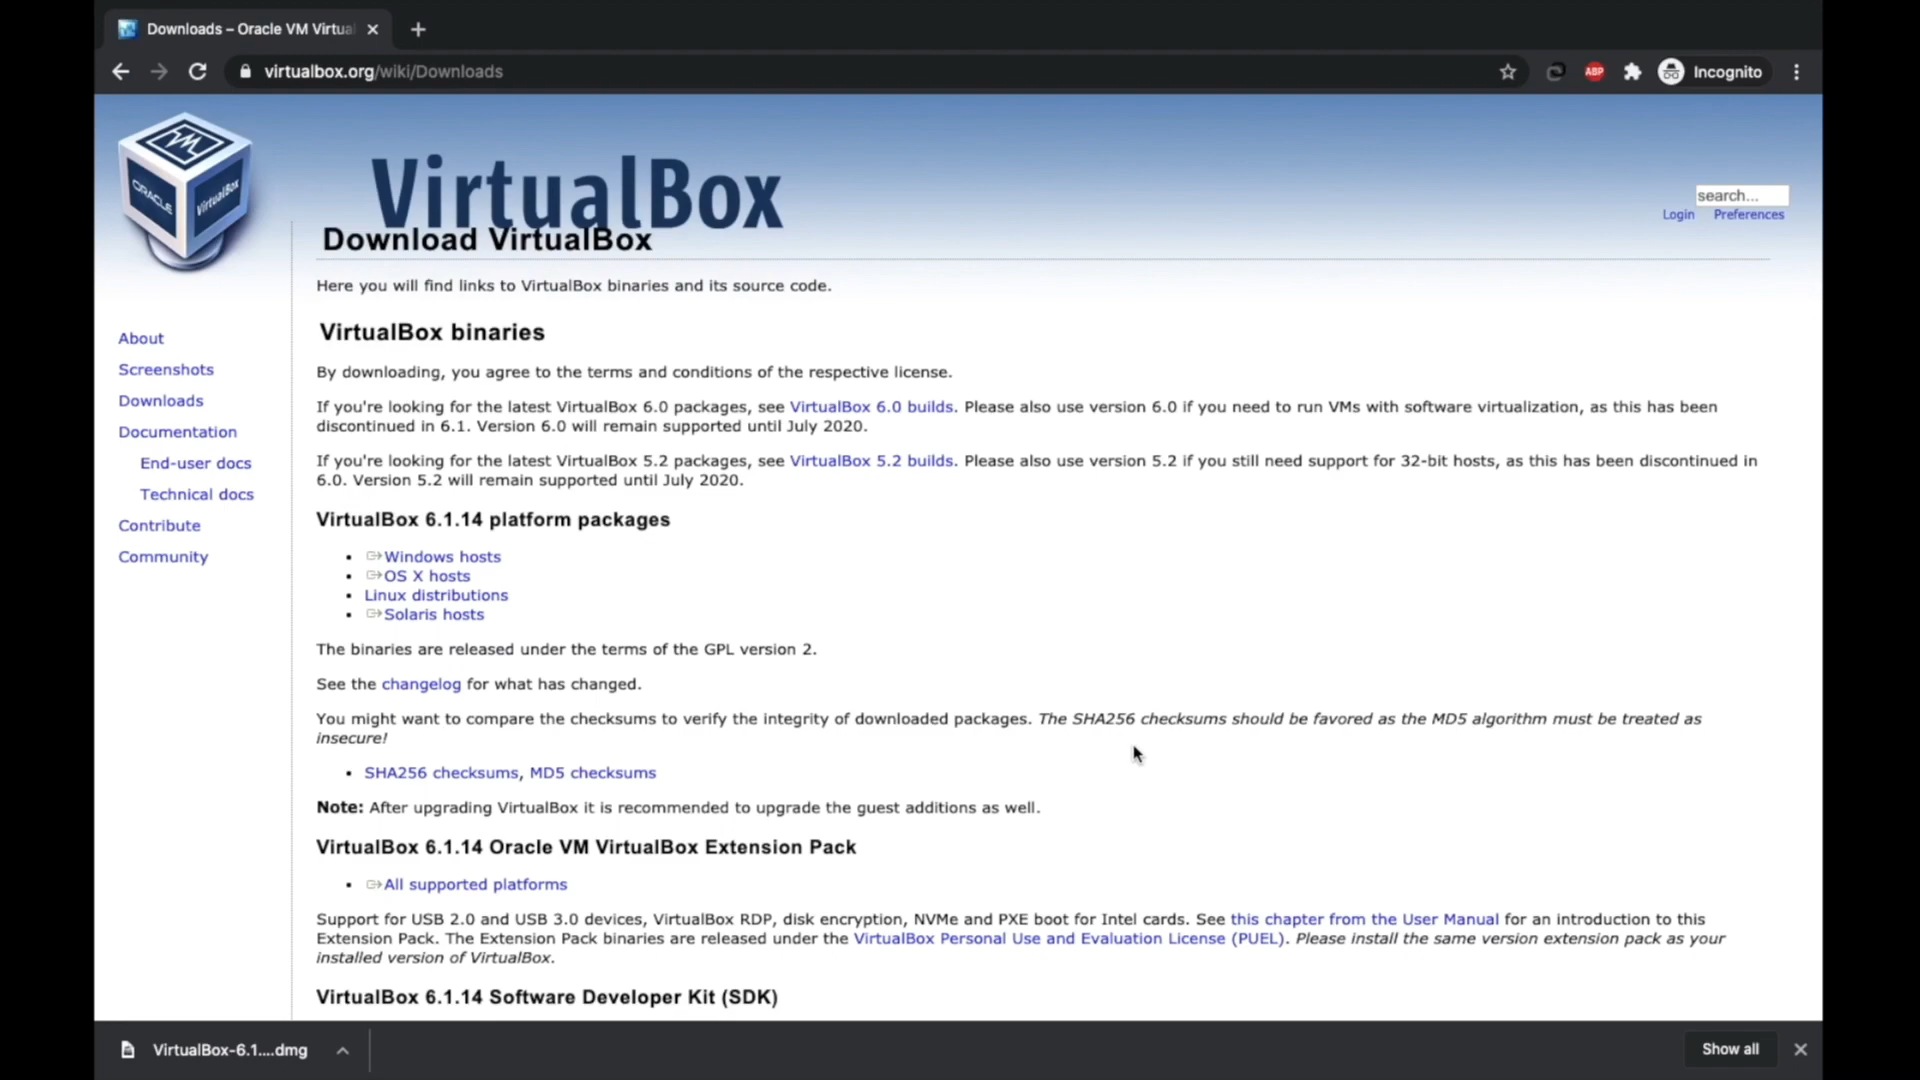 Downloads – Oracle VM Virtua
virtualbox.org/wiki/Downloads
ABP
Incognito
ORACLE
VirtualBox
VirtualBox
search...
Login Preferences
Download VirtualBox
Here you will find links to VirtualBox binaries and its source code.
About
Screenshots
Downloads
Documentation
End-user docs
Technical docs
Contribute
Community
VirtualBox binaries
By downloading, you agree to the terms and conditions of the respective license.
If you're looking for the latest VirtualBox 6.0 packages, see VirtualBox 6.0 builds. Please also use version 6.0 if you need to run VMs with software virtualization, as this has been
discontinued in 6.1. Version 6.0 will remain supported until July 2020.
If you're looking for the latest VirtualBox 5.2 packages, see VirtualBox 5.2 builds. Please also use version 5.2 if you still need support for 32-bit hosts, as this has been discontinued in
6.0. Version 5.2 will remain supported until July 2020.
VirtualBox 6.1.14 platform packages
• Windows hosts
• OS X hosts
• Linux distributions
• Solaris hosts
The binaries are released under the terms of the GPL version 2.
See the changelog for what has changed.
You might want to compare the checksums to verify the integrity of downloaded packages. The SHA256 checksums should be favored as the MD5 algorithm must be treated as
insecure!
• SHA256 checksums, MD5 checksums
Note: After upgrading VirtualBox it is recommended to upgrade the guest additions as well.
VirtualBox 6.1.14 Oracle VM VirtualBox Extension Pack
• All supported platforms
Support for USB 2.0 and USB 3.0 devices, VirtualBox RDP, disk encryption, NVMe and PXE boot for Intel cards. See this chapter from the User Manual for an introduction to this
Extension Pack. The Extension Pack binaries are released under the VirtualBox Personal Use and Evaluation License (PUEL). Please install the same version extension pack as your
installed version of VirtualBox.
VirtualBox 6.1.14 Software Developer Kit (SDK)
VirtualBox-6.1....dmg
Show all